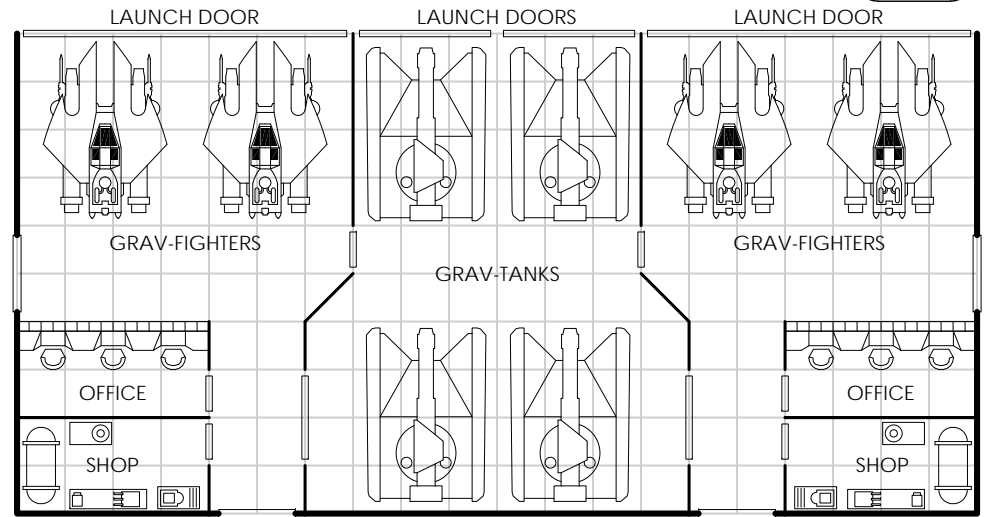 LAUNCH DOOR
LAUNCH DOORS
LAUNCH DOOR
GRAV-FIGHTERS
GRAV-FIGHTERS
GRAV-TANKS
OFFICE
OFFICE
SHOP
SHOP